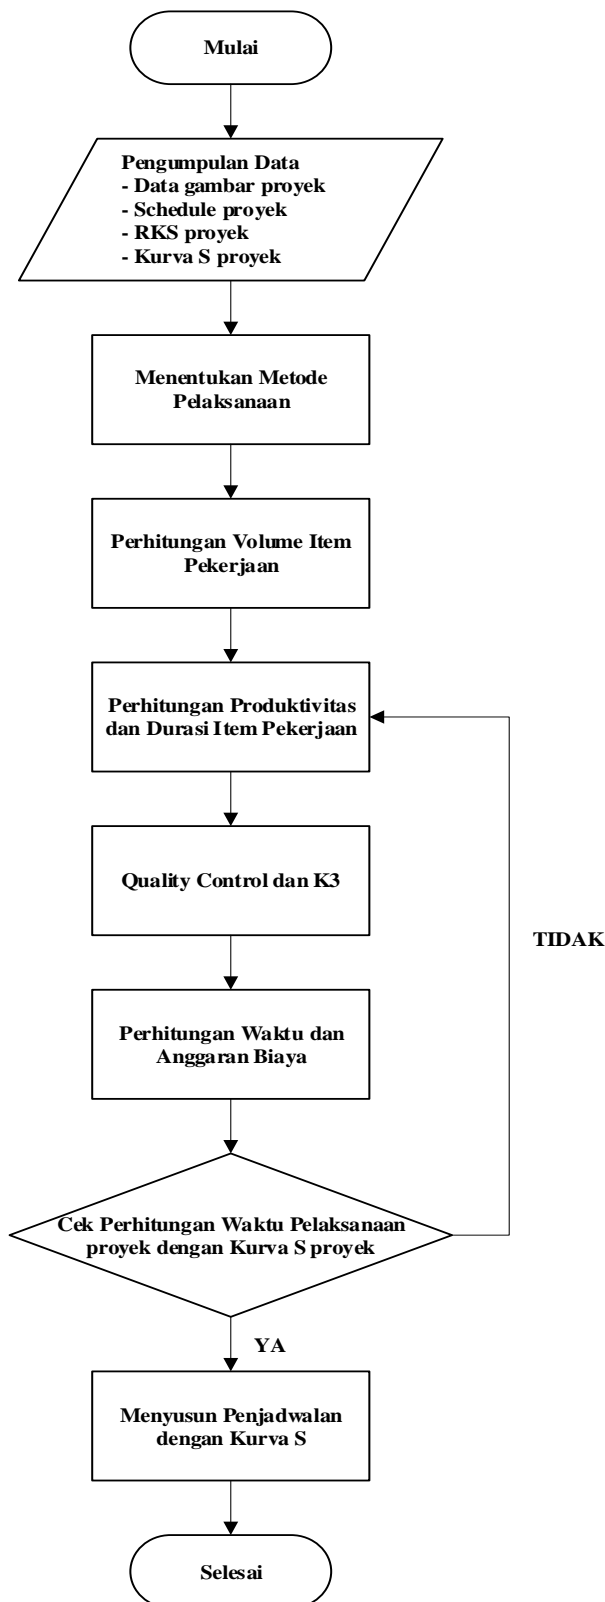 Mulai
Pengumpulan Data
- Data gambar proyek
- Schedule proyek
- RKS proyek
- Kurva S proyek
Menentukan Metode
Pelaksanaan
Perhitungan Volume Item
Pekerjaan
Perhitungan Produktivitas
dan Durasi Item Pekerjaan
Quality Control dan K3
TIDAK
Perhitungan Waktu dan
Anggaran Biaya
Cek Perhitungan Waktu Pelaksanaan
proyek dengan Kurva S proyek
YA
Menyusun Penjadwalan
dengan Kurva S
Selesai